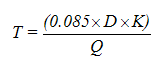 T = (0.085×D×K) / Q